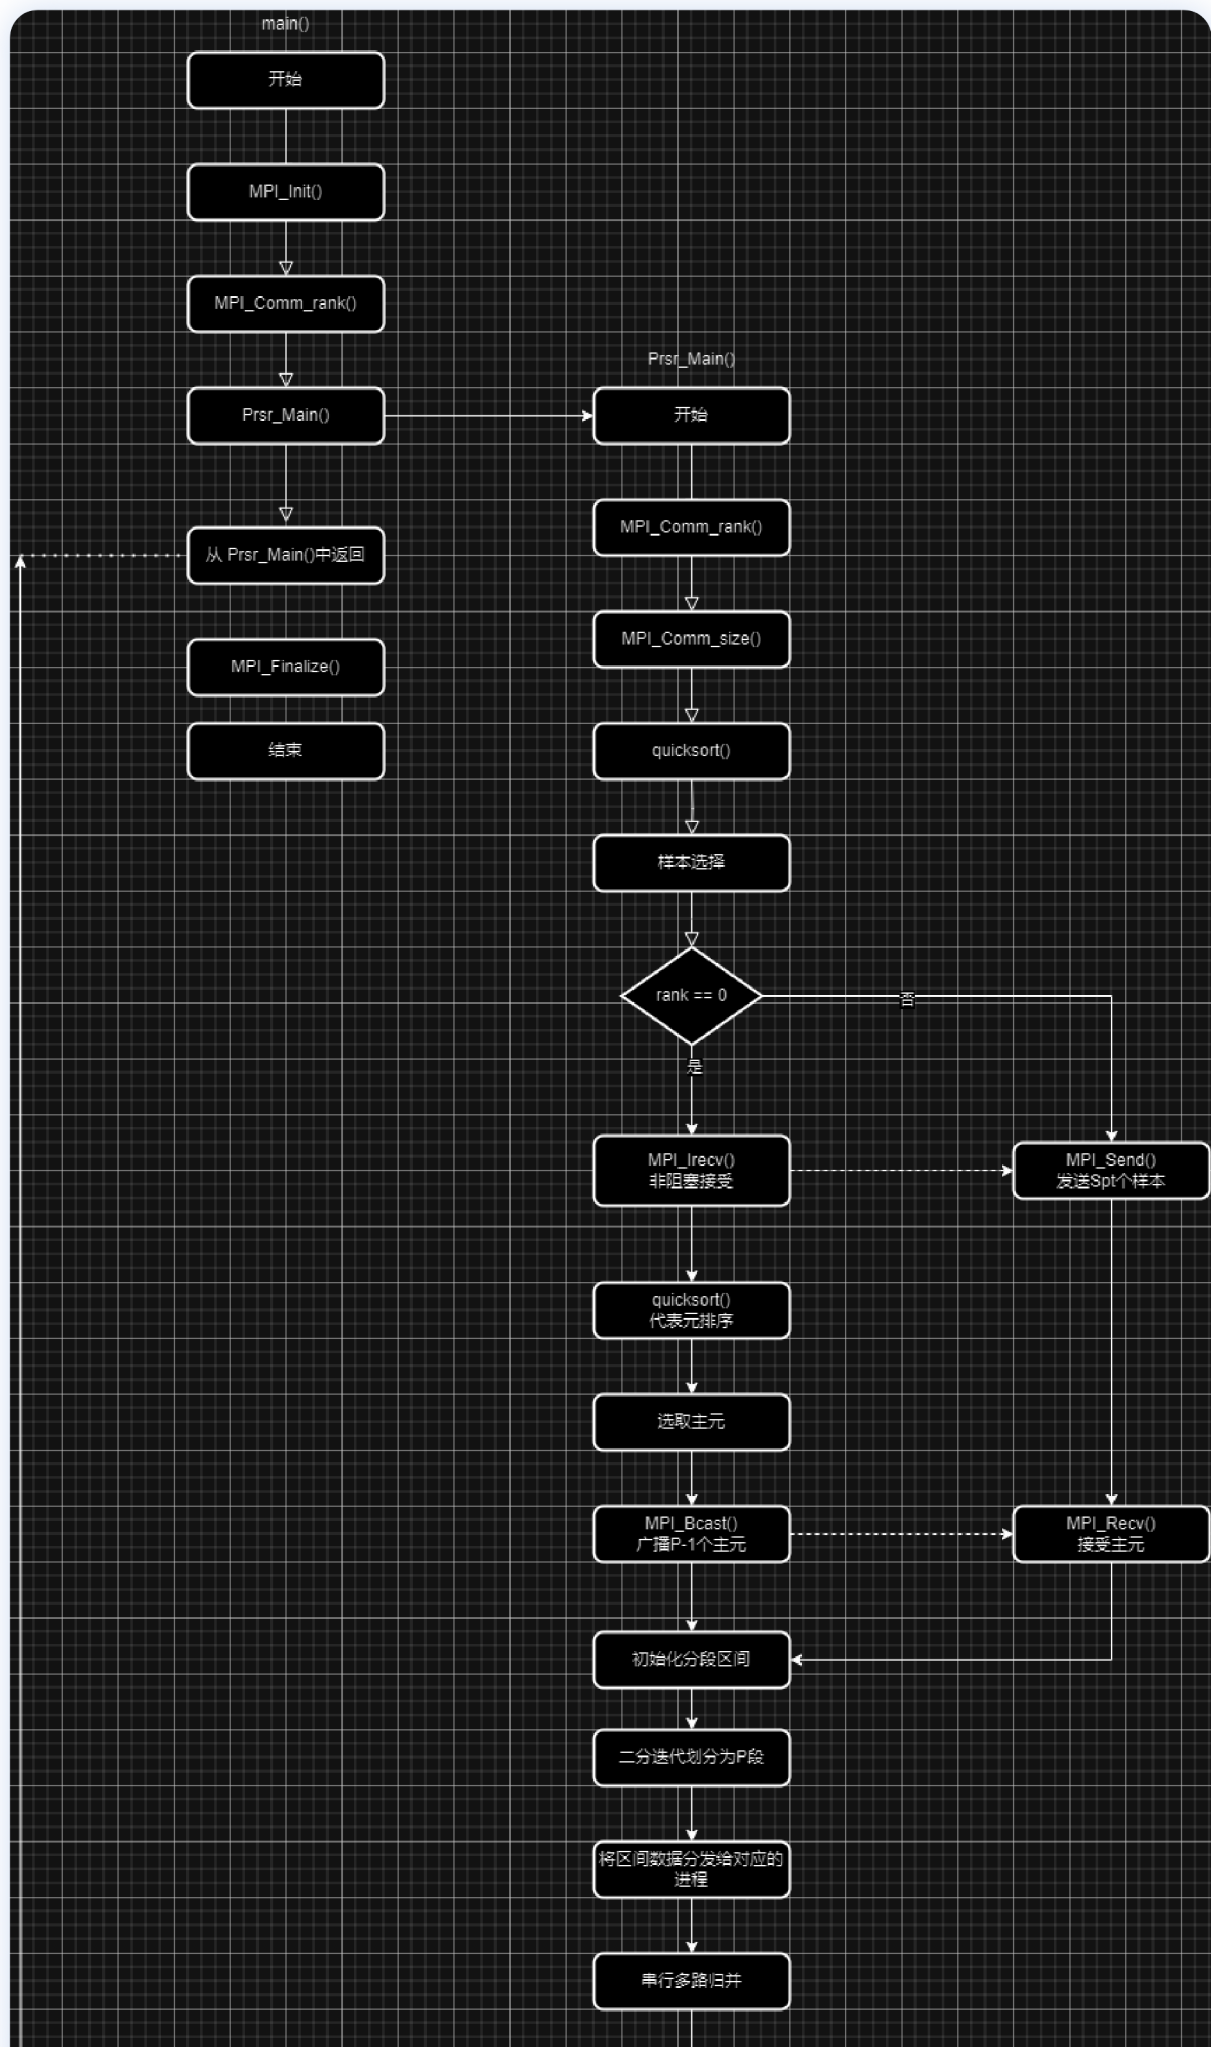 main()
开始
MPI_Init()
MPI_Comm_rank()
Prsr_Main()
从 Prsr_Main()中返回
MPI_Finalize()
结束
Prsr_Main()
开始
MPI_Comm_rank()
MPI_Comm_size()
quicksort()
样本选择
rank == 0
否
是
MPI_Irecv()
非阻塞接受
MPI_Send()
发送Spt个样本
quicksort()
代表元排序
选取主元
MPI_Bcast()
广播P-1个主元
MPI_Recv()
接受主元
初始化分段区间
二分迭代划分为P段
将区间数据分发给对应的
进程
串行多路归并